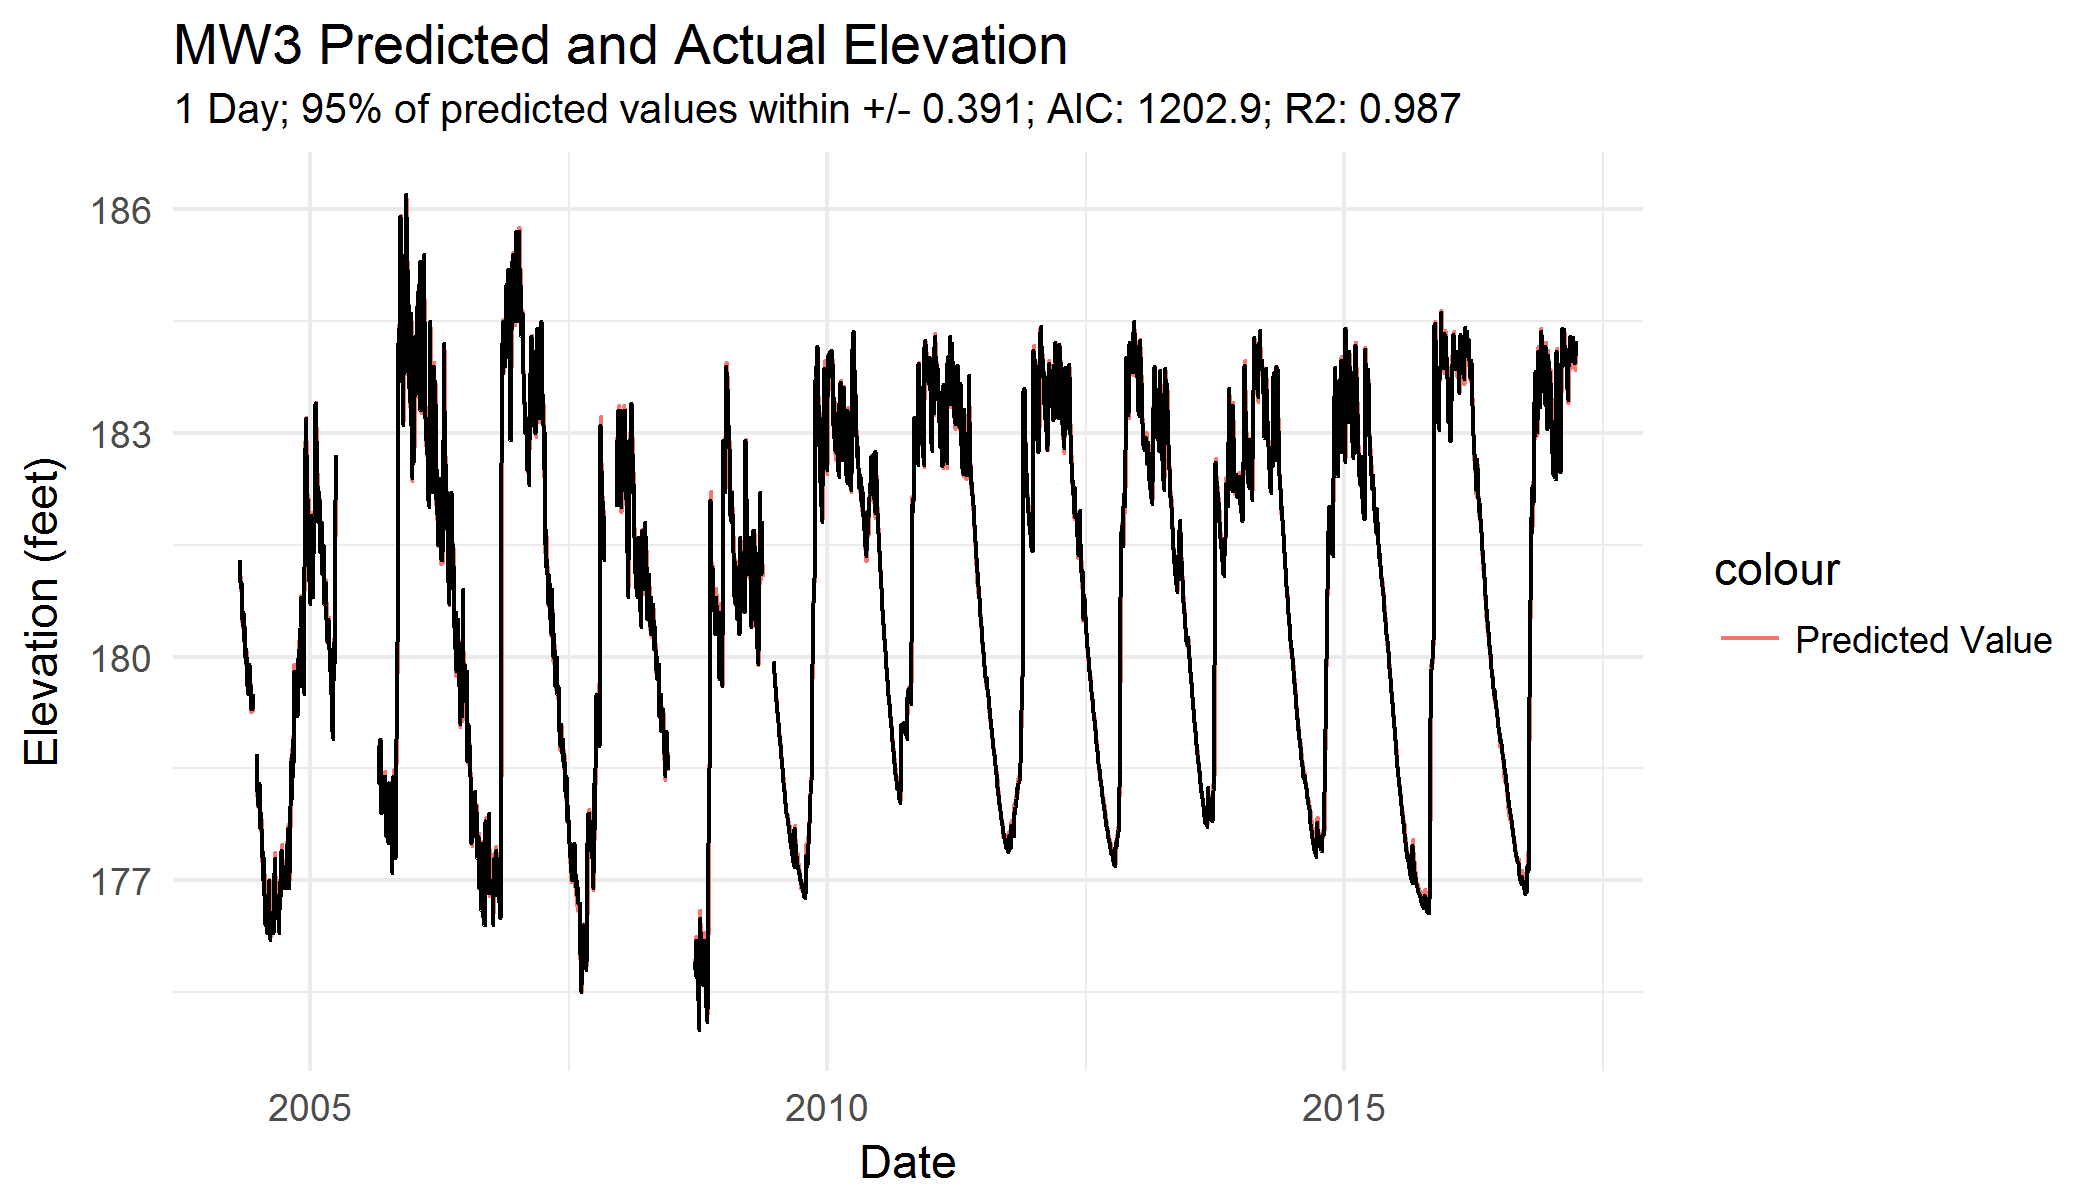 MW3 Predicted and Actual Elevation
1 Day; 95% of predicted values within +/- 0.391; AIC: 1202.9; R2: 0.987
186
183
180
177
Elevation (feet)
2005 2010 2015
Date
colour
Predicted Value